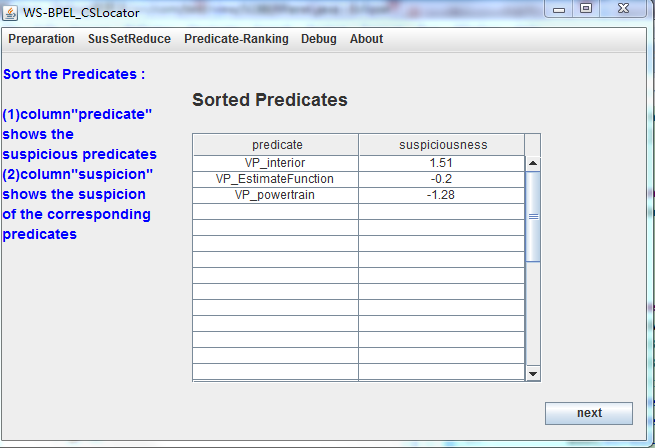 WS-BPEL_CSLocator
Preparation SusSetReduce Predicate-Ranking Debug About
Sort the Predicates :
(1)column"predicate"
shows the
suspicious predicates
(2)column"suspicion"
shows the suspicion
of the corresponding
predicates
Sorted Predicates
predicate suspiciousness
VP_interior 1.51
VP_EstimateFunction -0.2
VP_powertrain -1.28
next